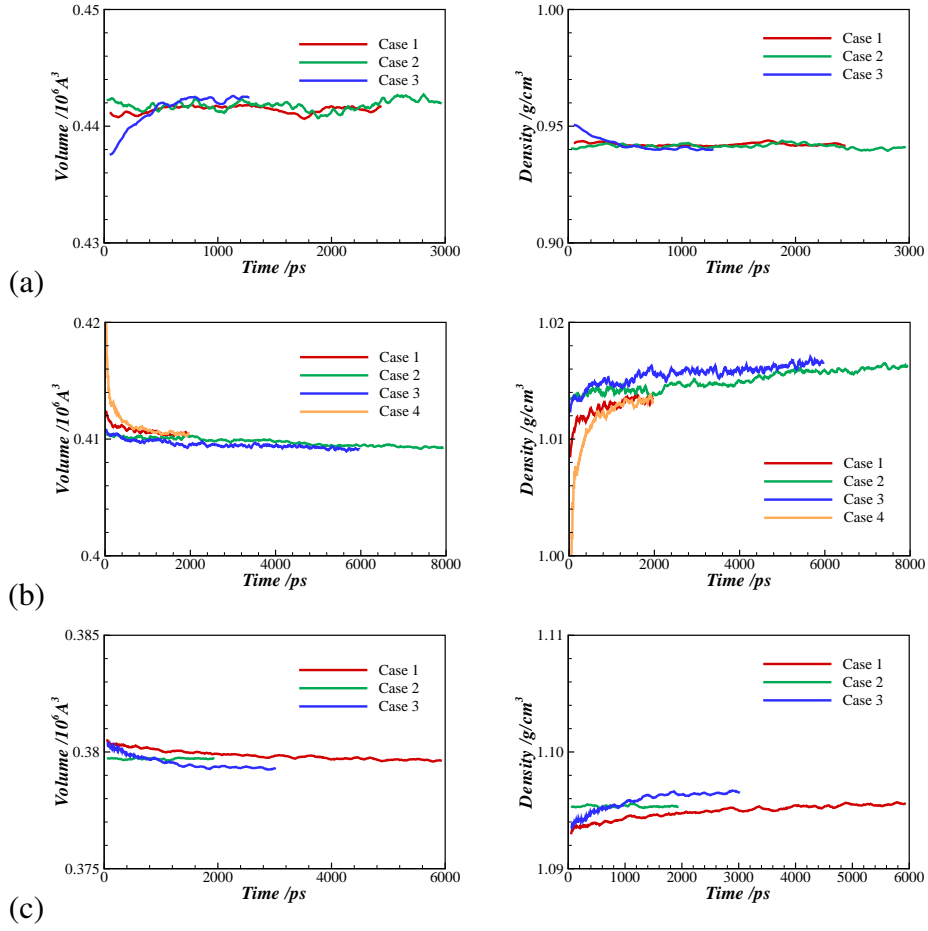 0.45
0.44
0.43
Volume /10⁶A³
0 1000 2000 3000
Time /ps
Case 1
Case 2
Case 3
1.00
0.95
0.90
Density /g/cm³
0 1000 2000 3000
Time /ps
Case 1
Case 2
Case 3
(a)
0.42
0.41
0.4
Volume /10⁶A³
0 2000 4000 6000 8000
Time /ps
Case 1
Case 2
Case 3
Case 4
1.02
1.01
1.00
Density /g/cm³
0 2000 4000 6000 8000
Time /ps
Case 1
Case 2
Case 3
Case 4
(b)
0.385
0.38
0.375
Volume /10⁶A³
0 2000 4000 6000
Time /ps
Case 1
Case 2
Case 3
1.11
1.10
1.09
Density /g/cm³
0 1000 2000 3000 4000 5000 6000
Time /ps
Case 1
Case 2
Case 3
(c)